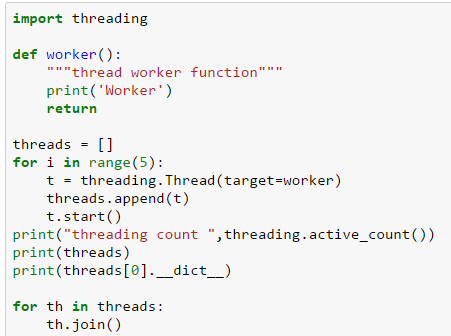 import threading

def worker():
    """thread worker function"""
    print('Worker')
    return

threads = []
for i in range(5):
    t = threading.Thread(target=worker)
    threads.append(t)
    t.start()
print("threading count ",threading.active_count())
print(threads)
print(threads[0].__dict__)

for th in threads:
    th.join()